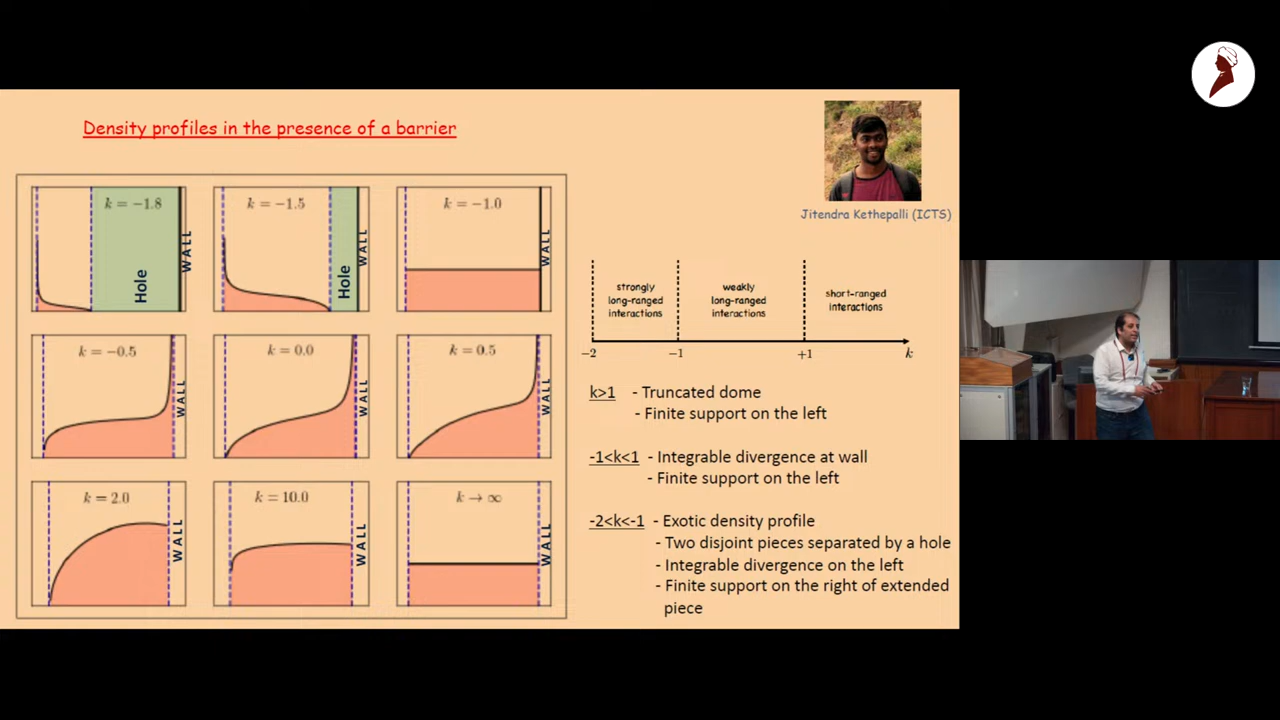 Density profiles in the presence of a barrier
k = −1.8
Hole
WALL
k = −1.5
Hole
WALL
k = −1.0
WALL
k = −0.5
WALL
k = 0.0
WALL
k = 0.5
WALL
k = 2.0
WALL
k = 10.0
WALL
k → ∞
WALL
Jitendra Kethepalli (ICTS)
strongly
long-ranged
interactions
weakly
long-ranged
interactions
short-ranged
interactions
−2 −1 +1 k
k>1 - Truncated dome
- Finite support on the left
-1<k<1 - Integrable divergence at wall
- Finite support on the left
-2<k<-1 - Exotic density profile
- Two disjoint pieces separated by a hole
- Integrable divergence on the left
- Finite support on the right of extended
piece